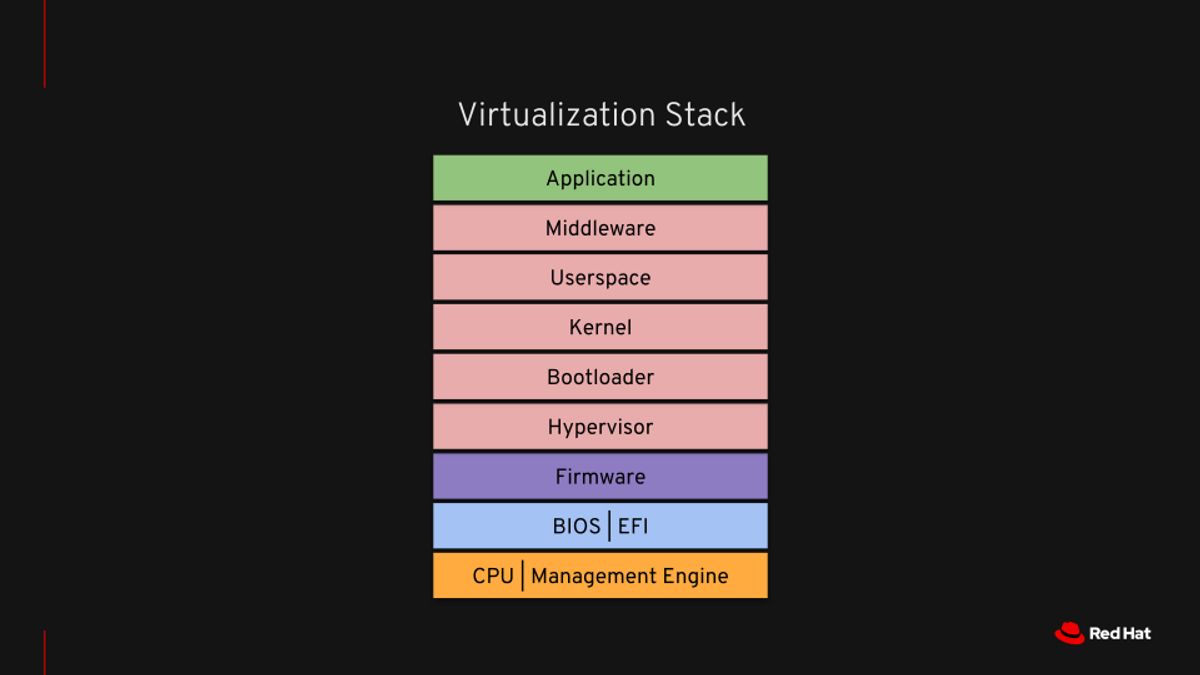 Virtualization Stack
Application
Middleware
Userspace
Kernel
Bootloader
Hypervisor
Firmware
BIOS | EFI
CPU | Management Engine
Red Hat